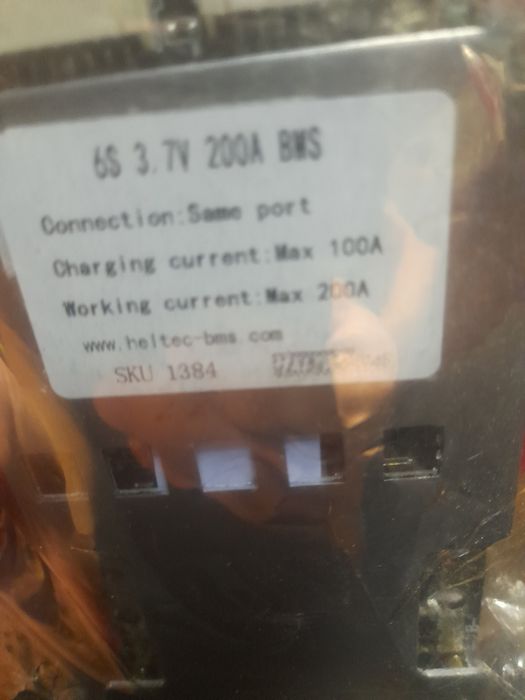 6S 3.7V 200A BMS
Connection:Same port
Charging current:Max 100A
Working current:Max 200A
www.heltec-bms.com
SKU 1384